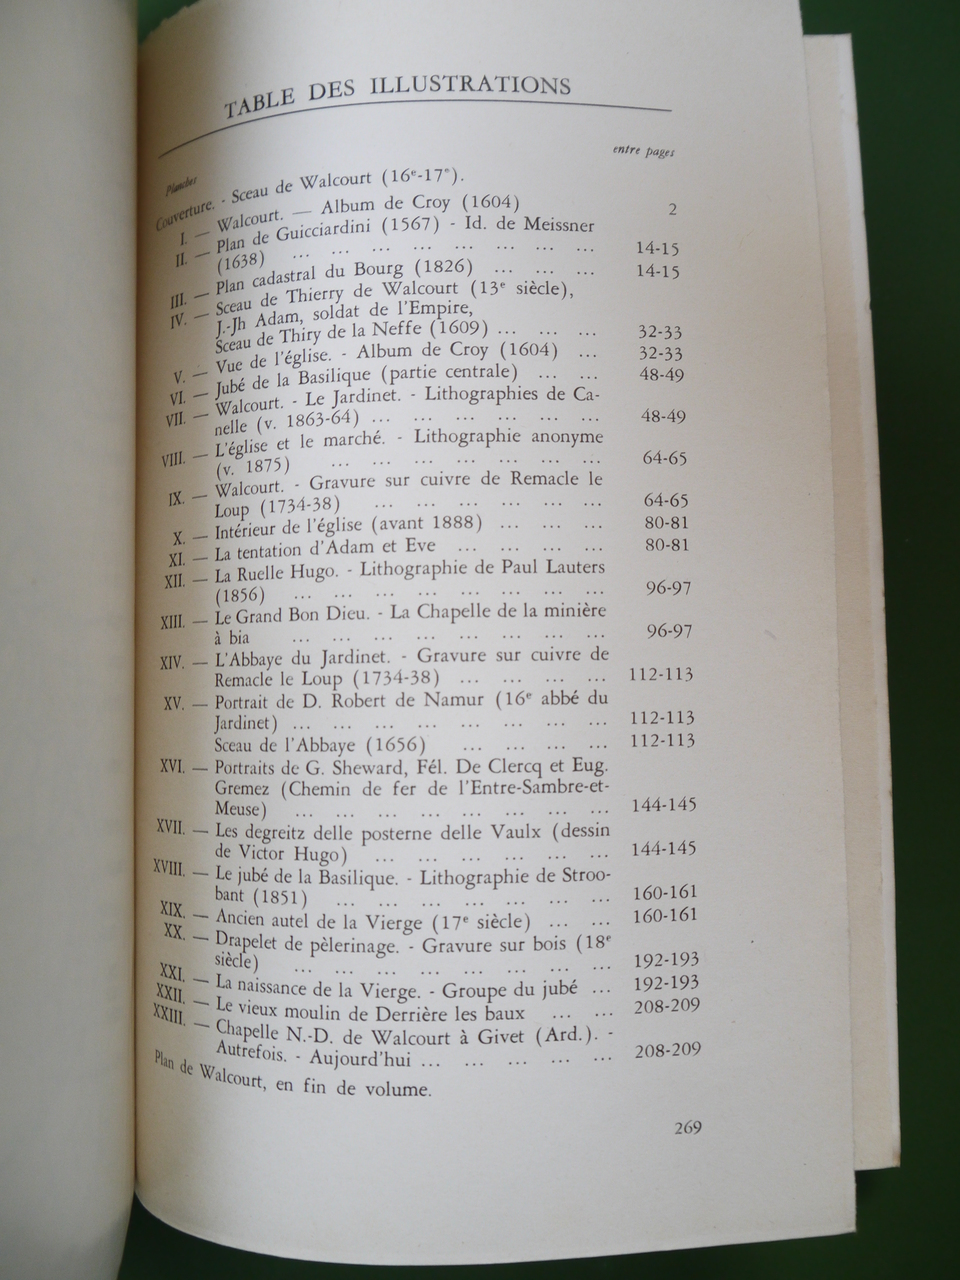 TABLE DES ILLUSTRATIONS
Planches
entre pages
Couverture. - Sceau de Walcourt (16e-17e).
I. — Walcourt. — Album de Croy (1604) 2
II. — Plan de Guicciardini (1567) - Id. de Meissner
(1638) ... ... ... ... ... ... ... ... 14-15
III. — Plan cadastral du Bourg (1826) ... ... ... 14-15
IV. — Sceau de Thierry de Walcourt (13e siècle),
J.-Jh Adam, soldat de l'Empire,
Sceau de Thiry de la Neffe (1609) ... ... ... 32-33
V. — Vue de l'église. - Album de Croy (1604) ... 32-33
VI. — Jubé de la Basilique (partie centrale) ... ... 48-49
VII. — Walcourt. - Le Jardinet. - Lithographies de Ca-
nelle (v. 1863-64) ... ... ... ... ... ... 48-49
VIII. — L'église et le marché. - Lithographie anonyme
(v. 1875) ... ... ... ... ... ... ... 64-65
IX. — Walcourt. - Gravure sur cuivre de Remacle le
Loup (1734-38) ... ... ... ... ... ... 64-65
X. — Intérieur de l'église (avant 1888) ... ... ... 80-81
XI. — La tentation d'Adam et Eve ... ... ... ... 80-81
XII. — La Ruelle Hugo. - Lithographie de Paul Lauters
(1856) ... ... ... ... ... ... ... ... 96-97
XIII. — Le Grand Bon Dieu. - La Chapelle de la minière
à bia ... ... ... ... ... ... ... ... 96-97
XIV. — L'Abbaye du Jardinet. - Gravure sur cuivre de
Remacle le Loup (1734-38) ... ... ... ... 112-113
XV. — Portrait de D. Robert de Namur (16e abbé du
Jardinet) ... ... ... ... ... ... ... ... 112-113
Sceau de l'Abbaye (1656) ... ... ... ... 112-113
XVI. — Portraits de G. Sheward, Fél. De Clercq et Eug.
Gremez (Chemin de fer de l'Entre-Sambre-et-
Meuse) ... ... ... ... ... ... ... ... 144-145
XVII. — Les degreitz delle posterne delle Vaulx (dessin
de Victor Hugo) ... ... ... ... ... ... 144-145
XVIII. — Le jubé de la Basilique. - Lithographie de Stroo-
bant (1851) ... ... ... ... ... ... ... 160-161
XIX. — Ancien autel de la Vierge (17e siècle) ... ... 160-161
XX. — Drapelet de pèlerinage. - Gravure sur bois (18e
siècle) ... ... ... ... ... ... ... ... 192-193
XXI. — La naissance de la Vierge. - Groupe du jubé ... 192-193
XXII. — Le vieux moulin de Derrière les baux ... ... 208-209
XXIII. — Chapelle N.-D. de Walcourt à Givet (Ard.). -
Autrefois. - Aujourd'hui ... ... ... ... ... 208-209
Plan de Walcourt, en fin de volume.
269